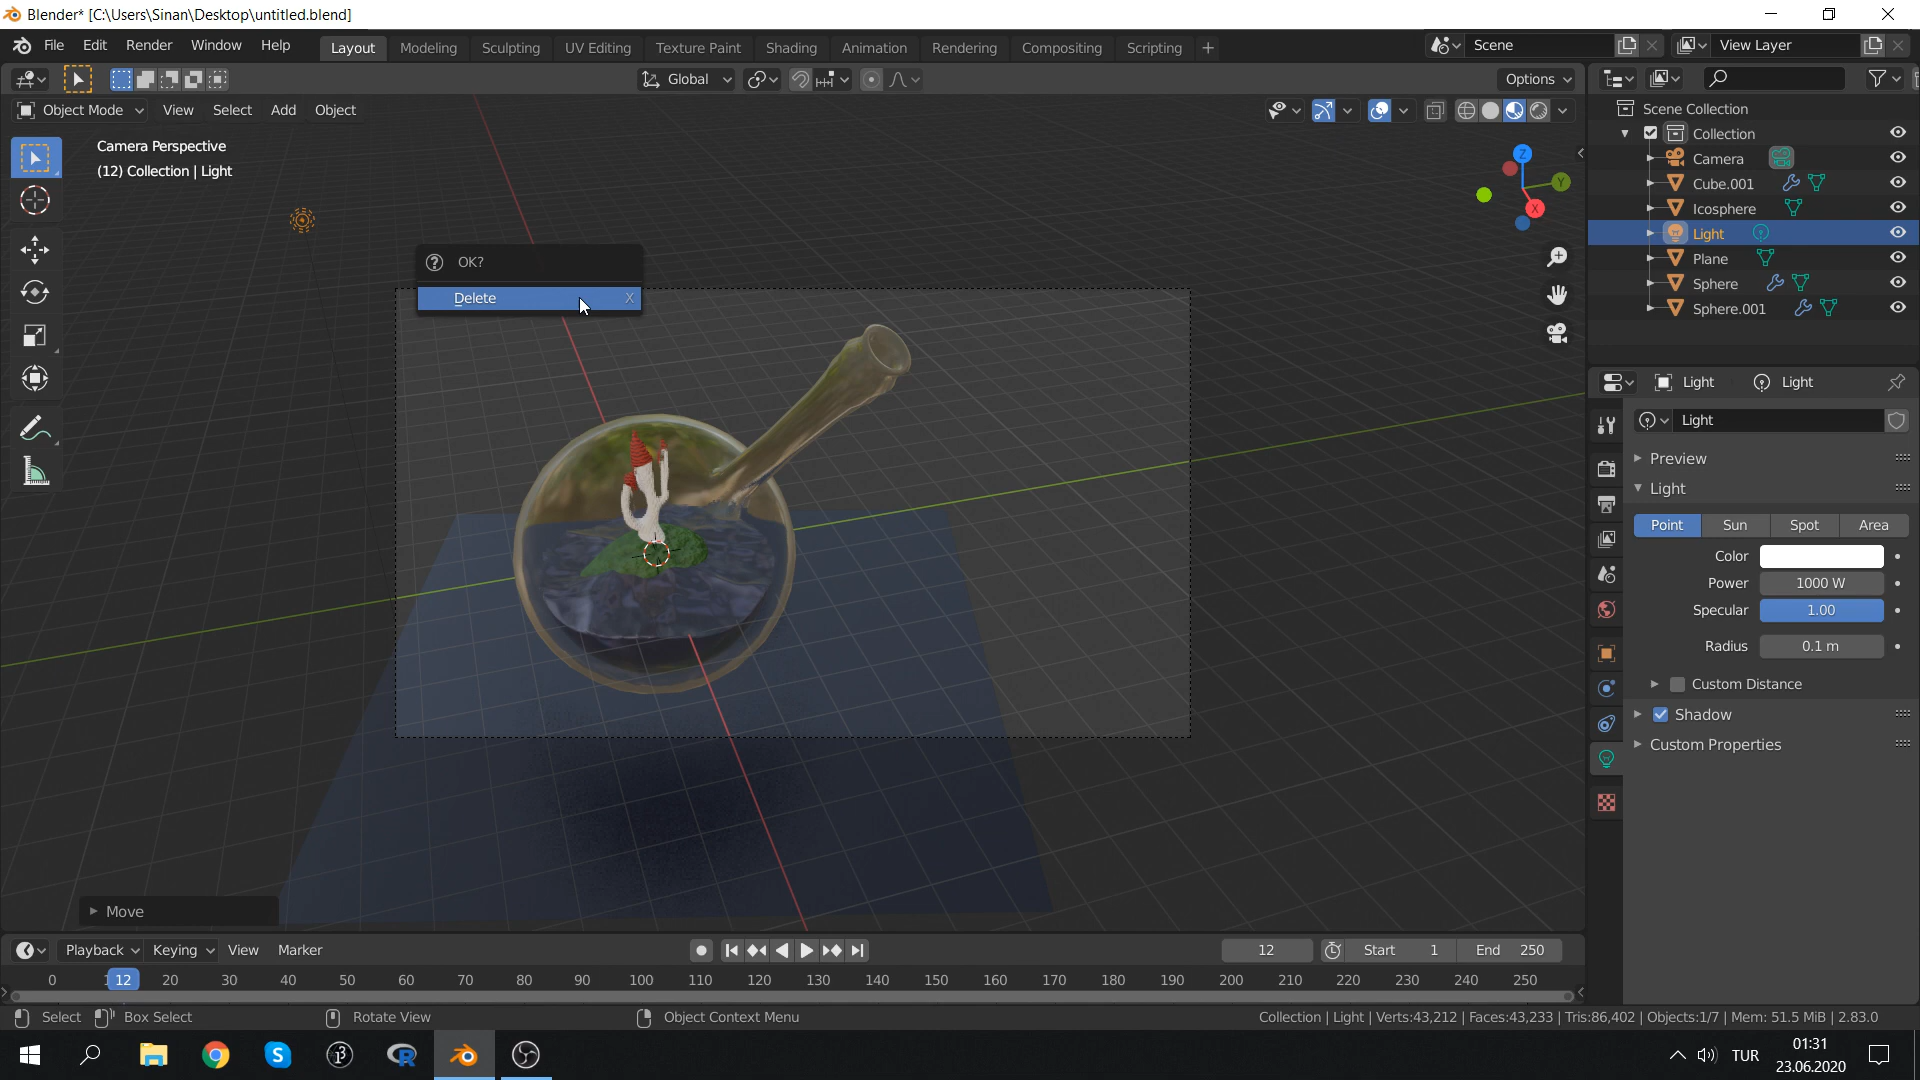 Blender* [C:\Users\Sinan\Desktop\untitled.blend]
File Edit Render Window Help Layout Modeling Sculpting UV Editing Texture Paint Shading Animation Rendering Compositing Scripting + Scene View Layer
Global Options
Object Mode View Select Add Object
Scene Collection
Collection
Camera
Cube.001
Icosphere
Light
Plane
Sphere
Sphere.001
Camera Perspective
(12) Collection | Light
Z
Y
X
OK?
Delete X
Light Light
Light
Preview
Light
Point Sun Spot Area
Color
Power 1000 W
Specular 1.00
Radius 0.1 m
Custom Distance
Shadow
Custom Properties
Move
Playback Keying View Marker 12 Start 1 End 250
0 12 20 30 40 50 60 70 80 90 100 110 120 130 140 150 160 170 180 190 200 210 220 230 240 250
Select Box Select Rotate View Object Context Menu Collection | Light | Verts:43,212 | Faces:43,233 | Tris:86,402 | Objects:1/7 | Mem: 51.5 MiB | 2.83.0
TUR
01:31
23.06.2020